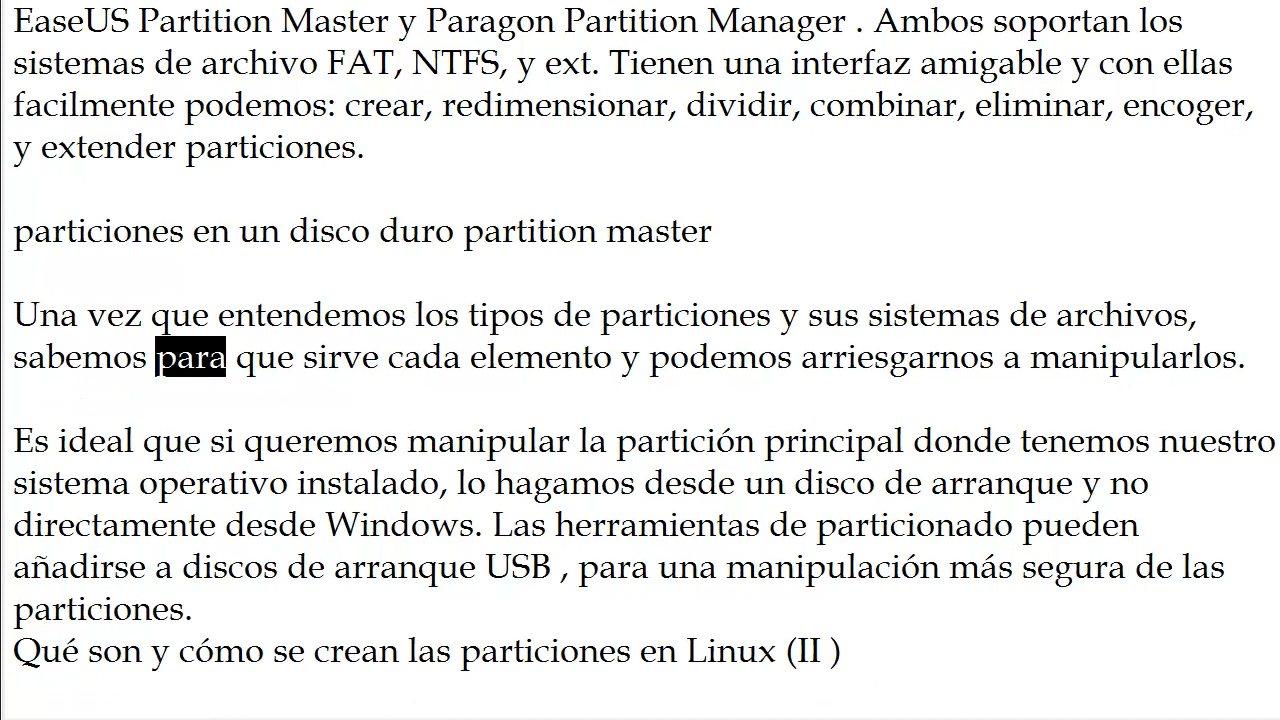 EaseUS Partition Master y Paragon Partition Manager . Ambos soportan los
sistemas de archivo FAT, NTFS, y ext. Tienen una interfaz amigable y con ellas
facilmente podemos: crear, redimensionar, dividir, combinar, eliminar, encoger,
y extender particiones.
particiones en un disco duro partition master
Una vez que entendemos los tipos de particiones y sus sistemas de archivos,
sabemos para que sirve cada elemento y podemos arriesgarnos a manipularlos.
Es ideal que si queremos manipular la partición principal donde tenemos nuestro
sistema operativo instalado, lo hagamos desde un disco de arranque y no
directamente desde Windows. Las herramientas de particionado pueden
añadirse a discos de arranque USB , para una manipulación más segura de las
particiones.
Qué son y cómo se crean las particiones en Linux (II )